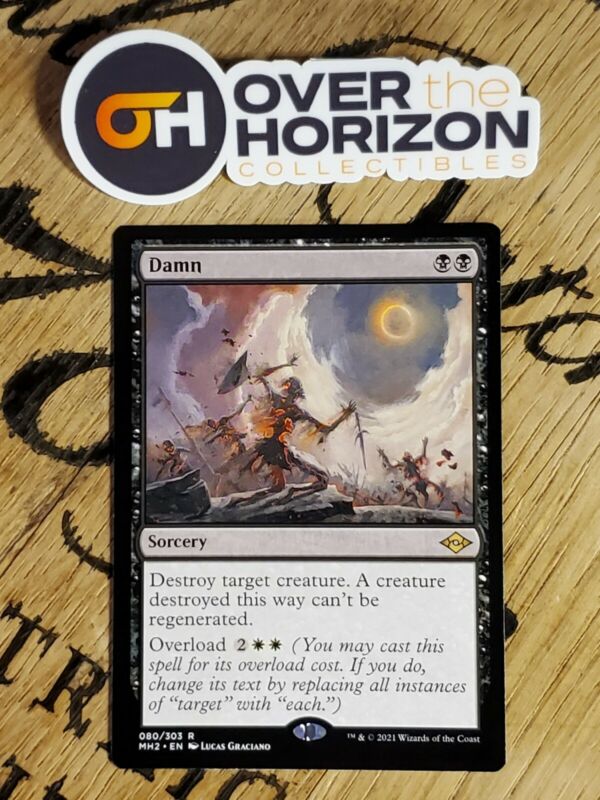 OH
OVER the
HORIZON
COLLECTIBLES
Damn
Sorcery
Destroy target creature. A creature
destroyed this way can't be
regenerated.
Overload 2 (You may cast this
spell for its overload cost. If you do,
change its text by replacing all instances
of “target” with “each.”)
080/303 R
MH2 • EN Lucas Graciano
™ & © 2021 Wizards of the Coast